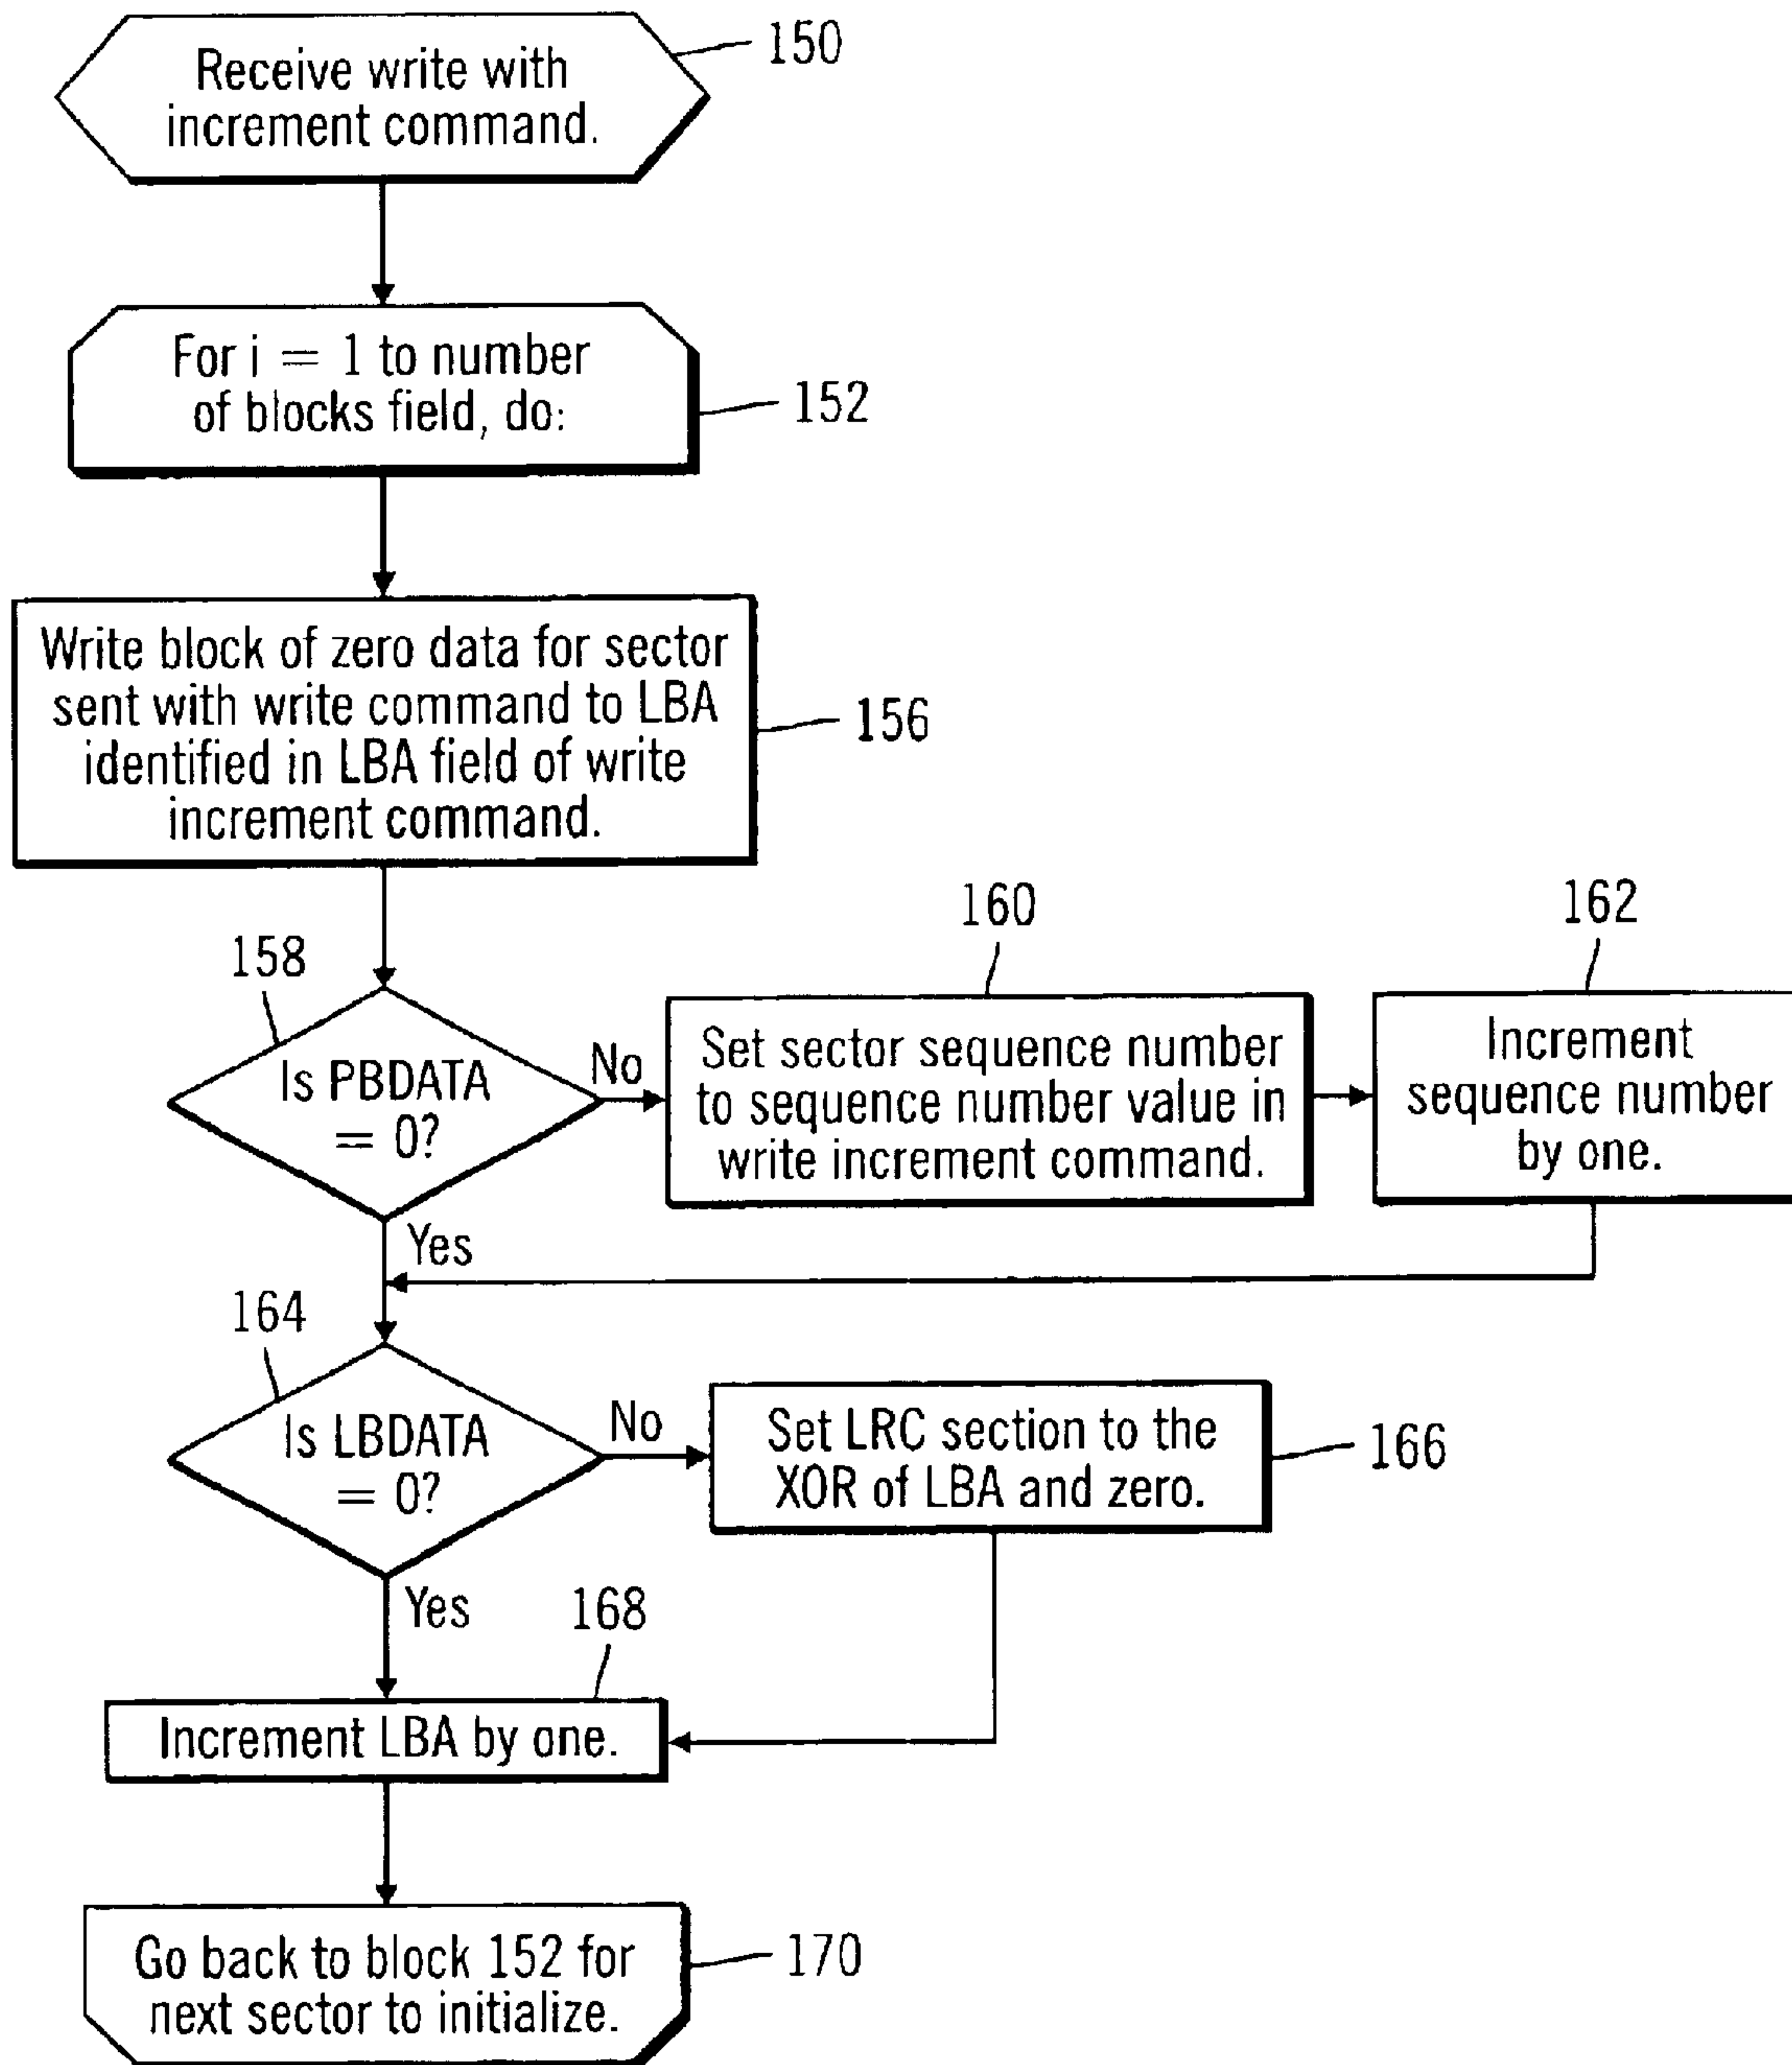 150
Receive write with
increment command.
For i = 1 to number
of blocks field, do:
152
Write block of zero data for sector
sent with write command to LBA
identified in LBA field of write
increment command.
156
158
Is PBDATA
= 0?
No
Yes
160
Set sector sequence number
to sequence number value in
write increment command.
162
Increment
sequence number
by one.
164
Is LBDATA
= 0?
No
Yes
Set LRC section to the
XOR of LBA and zero.
166
168
Increment LBA by one.
Go back to block 152 for
next sector to initialize.
170